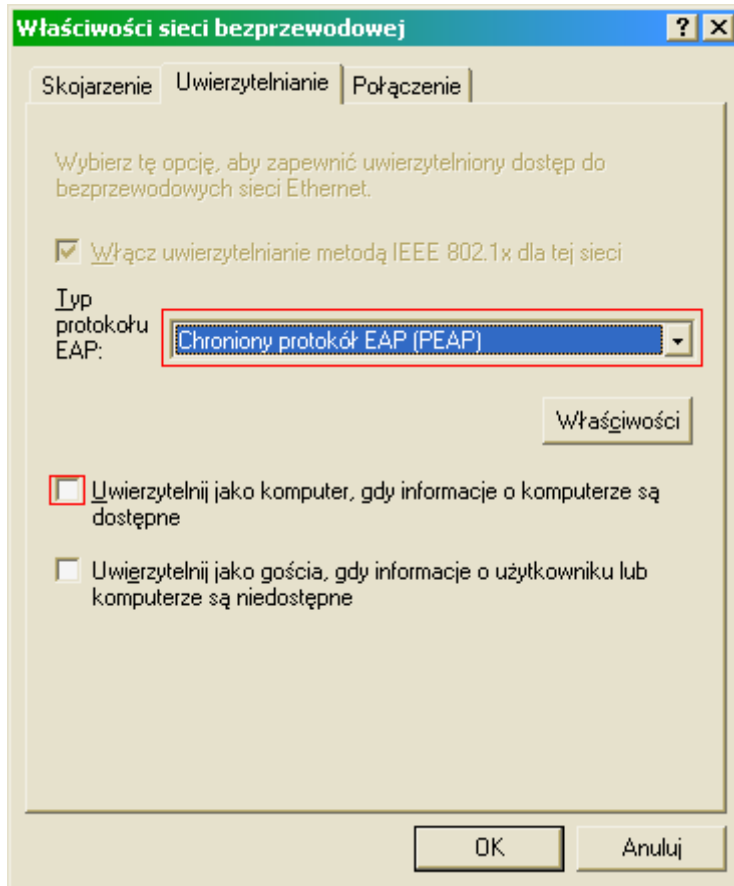 Właściwości sieci bezprzewodowej
Skojarzenie Uwierzytelnianie Połączenie
Wybierz tę opcję, aby zapewnić uwierzytelniony dostęp do
bezprzewodowych sieci Ethernet.
Włącz uwierzytelnianie metodą IEEE 802.1x dla tej sieci
Typ
protokołu
EAP:
Chroniony protokół EAP (PEAP)
Właściwości
Uwierzytelnij jako komputer, gdy informacje o komputerze są
dostępne
Uwierzytelnij jako gościa, gdy informacje o użytkowniku lub
komputerze są niedostępne
OK Anuluj